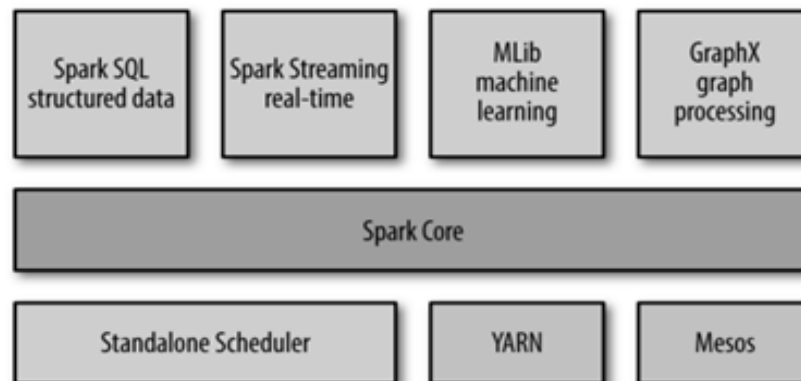 Spark SQL
structured data
Spark Streaming
real-time
MLib
machine
learning
GraphX
graph
processing
Spark Core
Standalone Scheduler
YARN
Mesos